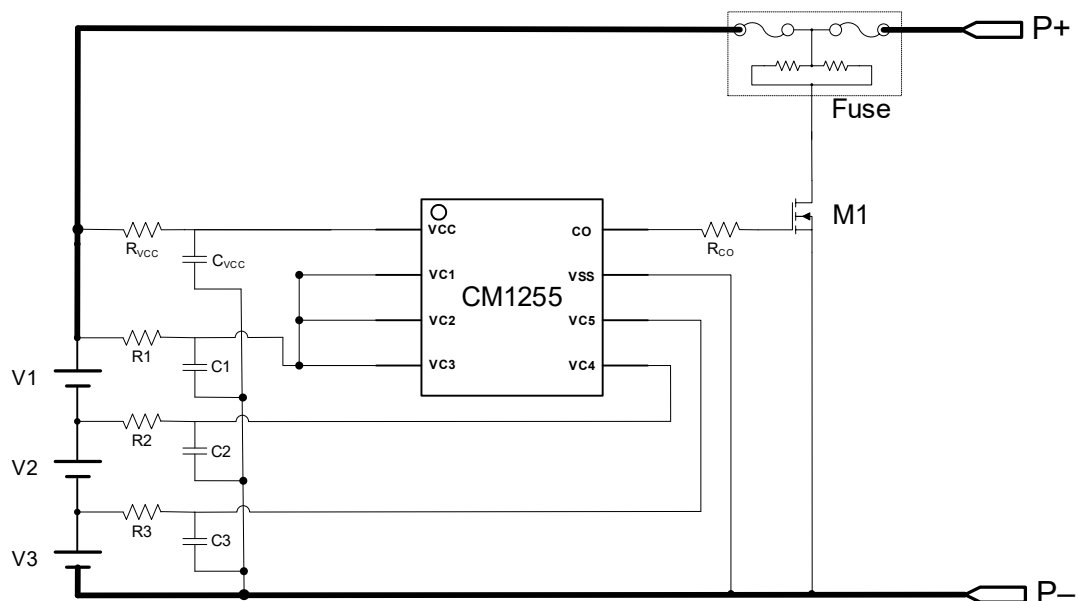 P+
Fuse
M1
RVCC
CVCC
VCC
VC1
VC2
VC3
CM1255
CO
VSS
VC5
VC4
RCO
R1
C1
V1
R2
C2
V2
R3
C3
V3
P–